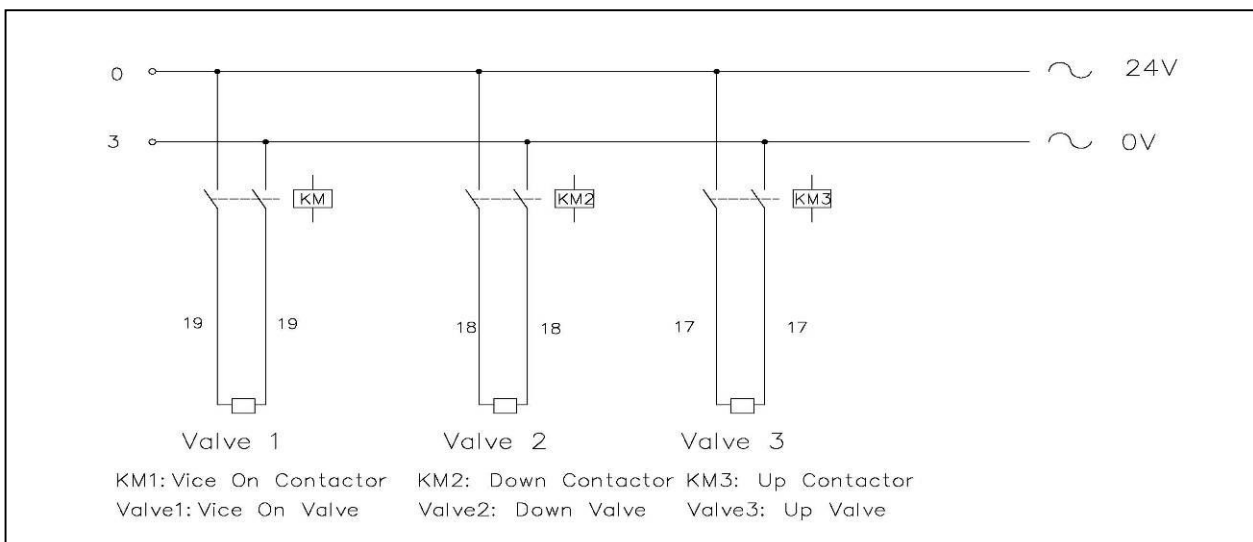 0 24V
3 0V
KM KM2 KM3
19 19 18 18 17 17
Valve 1 Valve 2 Valve 3
KM1: Vice On Contactor KM2: Down Contactor KM3: Up Contactor
Valve1: Vice On Valve Valve2: Down Valve Valve3: Up Valve